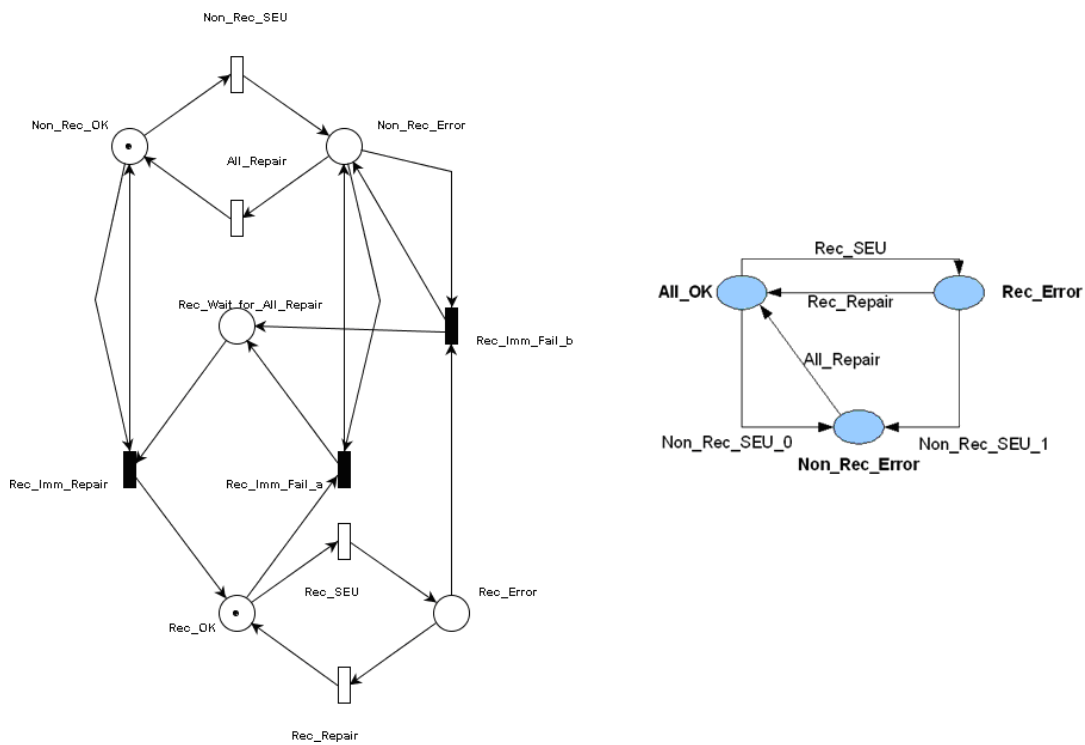 Non_Rec_SEU
Non_Rec_OK
Non_Rec_Error
All_Repair
Rec_Wait_for_All_Repair
Rec_Imm_Fail_b
Rec_Imm_Repair
Rec_Imm_Fail_a
Rec_SEU
Rec_Error
Rec_OK
Rec_Repair
Rec_SEU
All_OK
Rec_Error
Rec_Repair
All_Repair
Non_Rec_SEU_0
Non_Rec_SEU_1
Non_Rec_Error